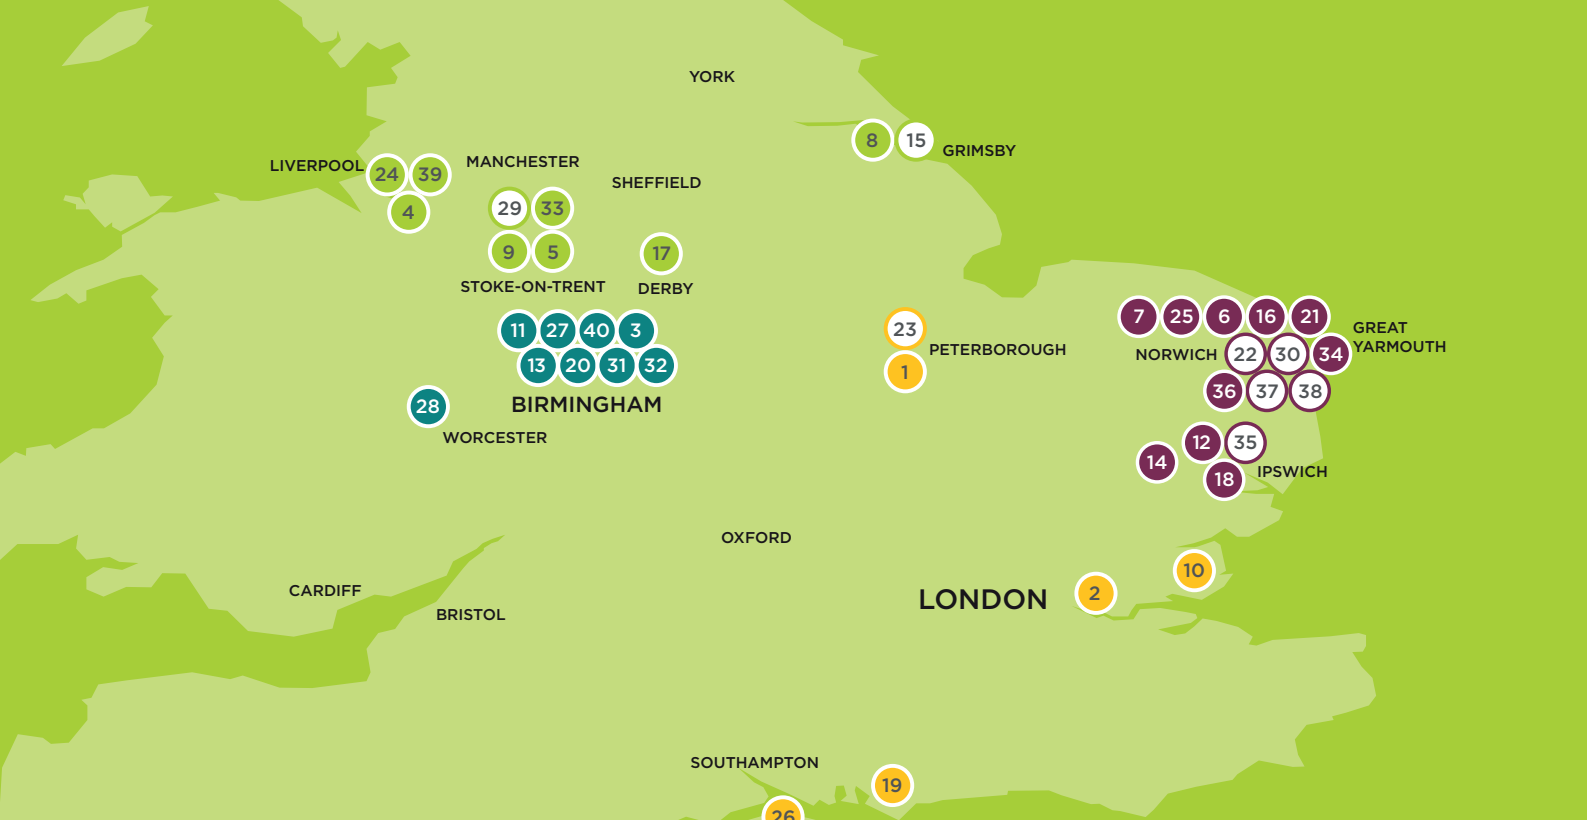 YORK
8 15
GRIMSBY
LIVERPOOL
24 39
4
MANCHESTER
SHEFFIELD
29 33
9 5
17
STOKE-ON-TRENT
DERBY
11 27 40 3
13 20 31 32
BIRMINGHAM
28
WORCESTER
23
1
PETERBOROUGH
7 25 6 16 21
GREAT
YARMOUTH
NORWICH
22 30 34
36 37 38
12 35
14
18
IPSWICH
OXFORD
CARDIFF
BRISTOL
LONDON
2
10
SOUTHAMPTON
19
26